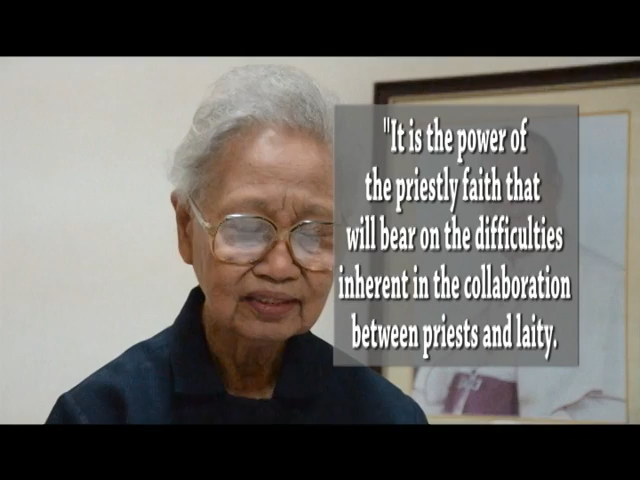 "It is the power of
the priestly faith that
will bear on the difficulties
inherent in the collaboration
between priests and laity.